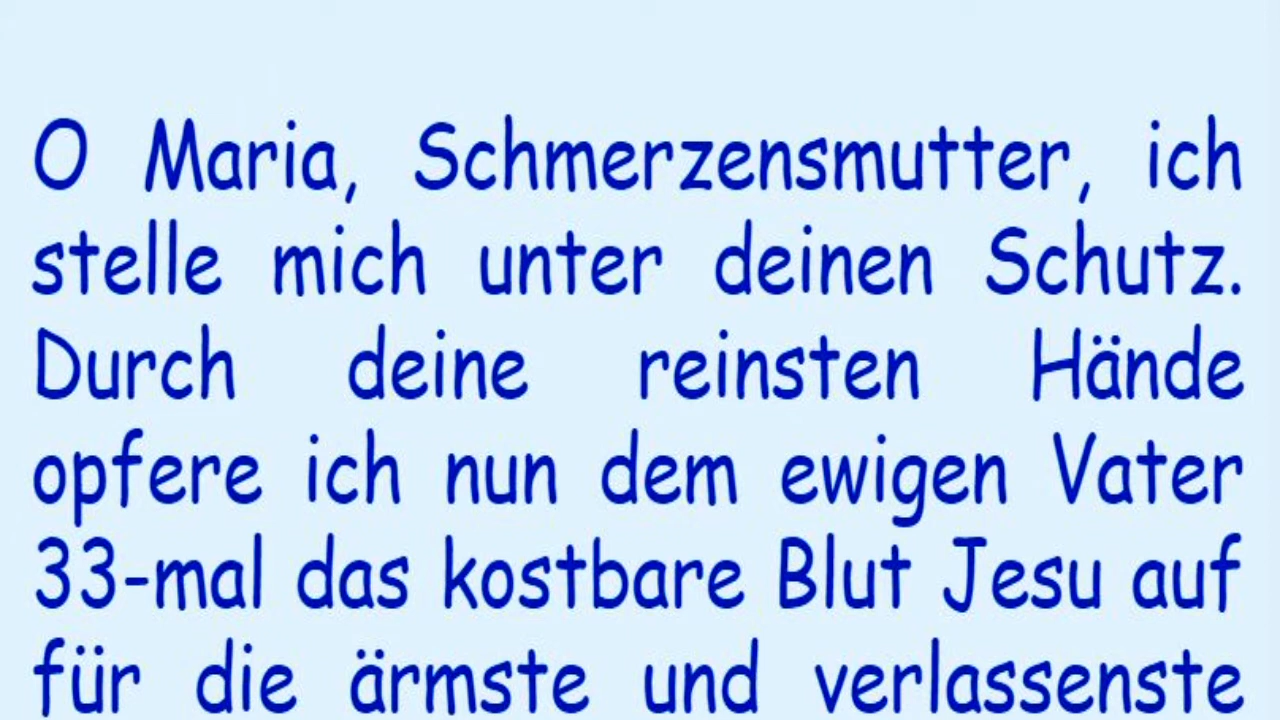 O Maria, Schmerzensmutter, ich
stelle mich unter deinen Schutz.
Durch deine reinsten Hände
opfere ich nun dem ewigen Vater
33-mal das kostbare Blut Jesu auf
für die ärmste und verlassenste